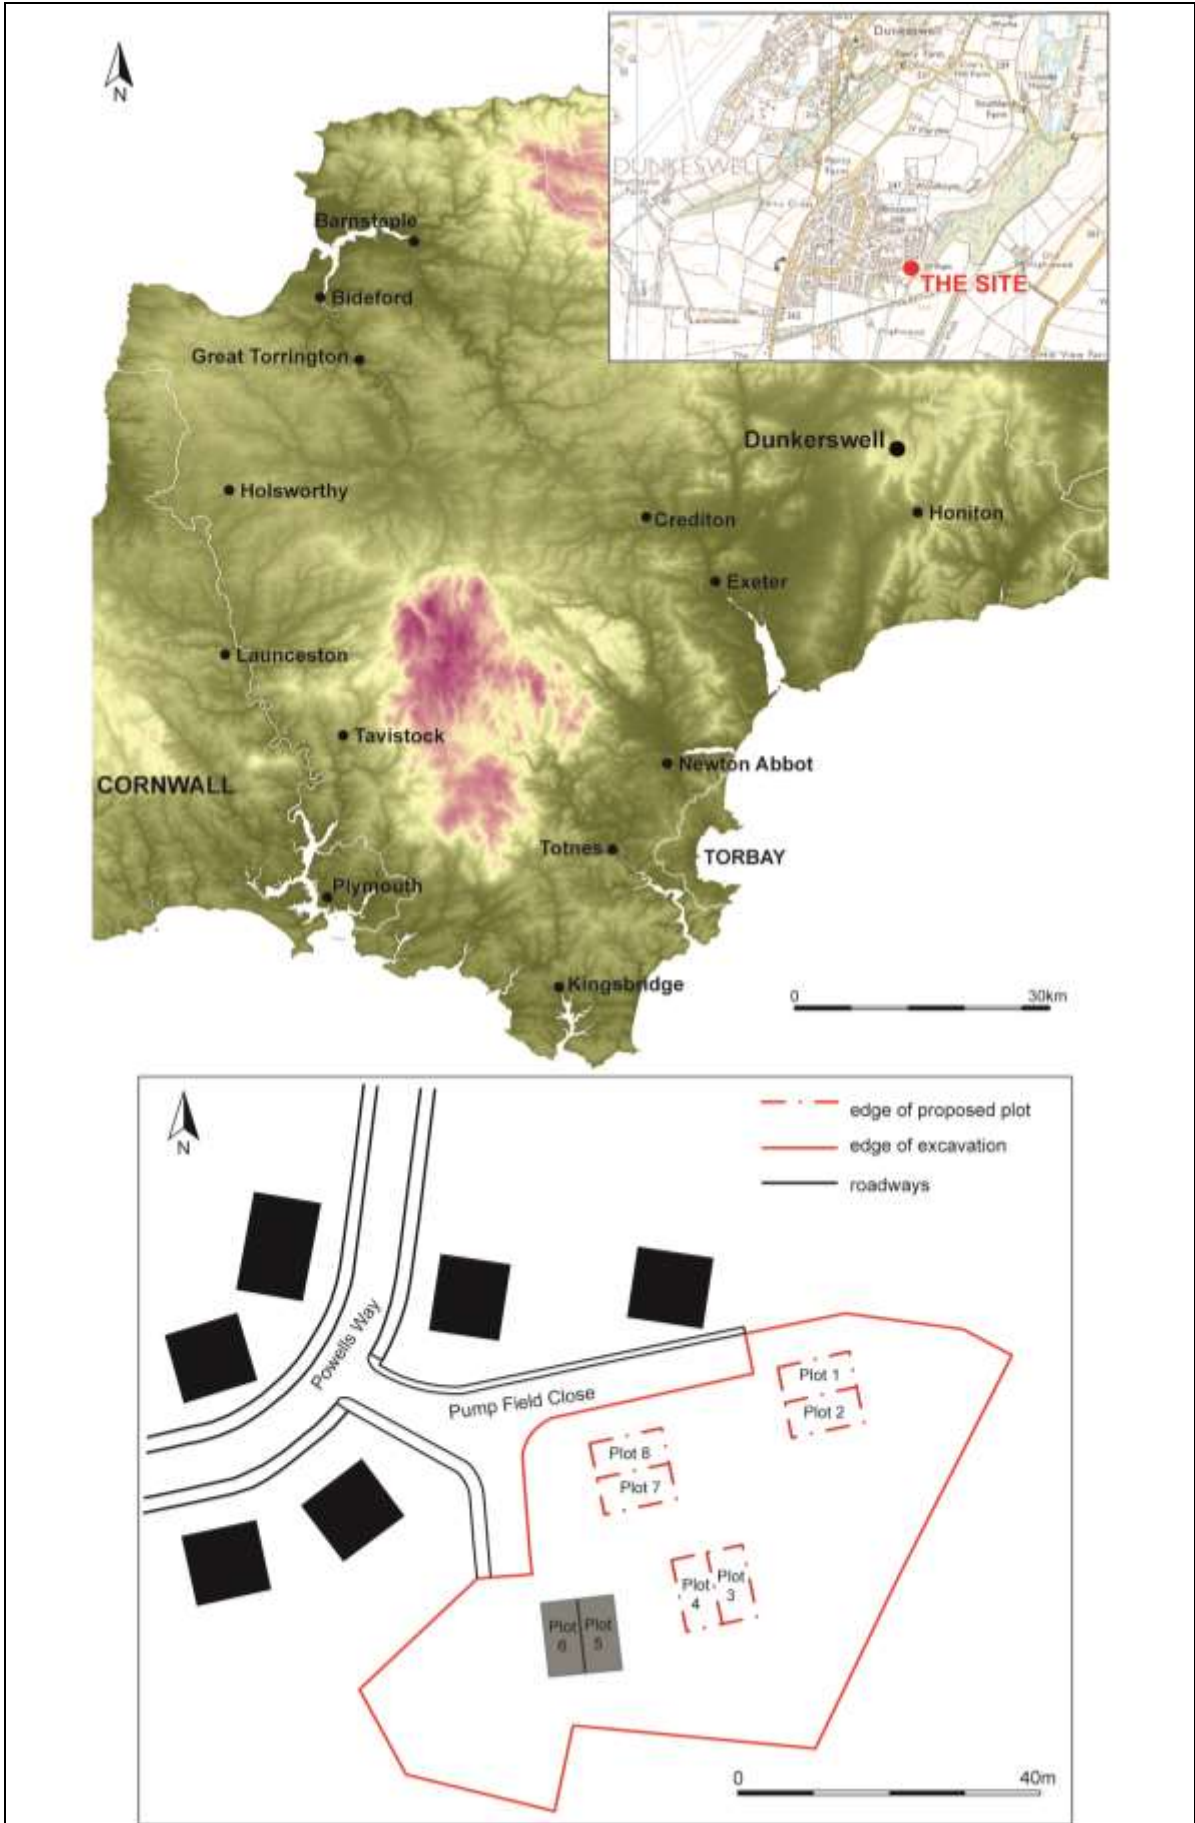 N
Dunkeswell
DUNKESWELL
THE SITE
Barnstaple
Bideford
Great Torrington
Dunkerswell
Holsworthy
Crediton
Honiton
Exeter
Launceston
Tavistock
Newton Abbot
CORNWALL
Totnes
TORBAY
Plymouth
Kingsbridge
0 30km
N
edge of proposed plot
edge of excavation
roadways
Powells Way
Pump Field Close
Plot 1
Plot 2
Plot 8
Plot 7
Plot
4
Plot
3
Plot
6
Plot
5
0 40m